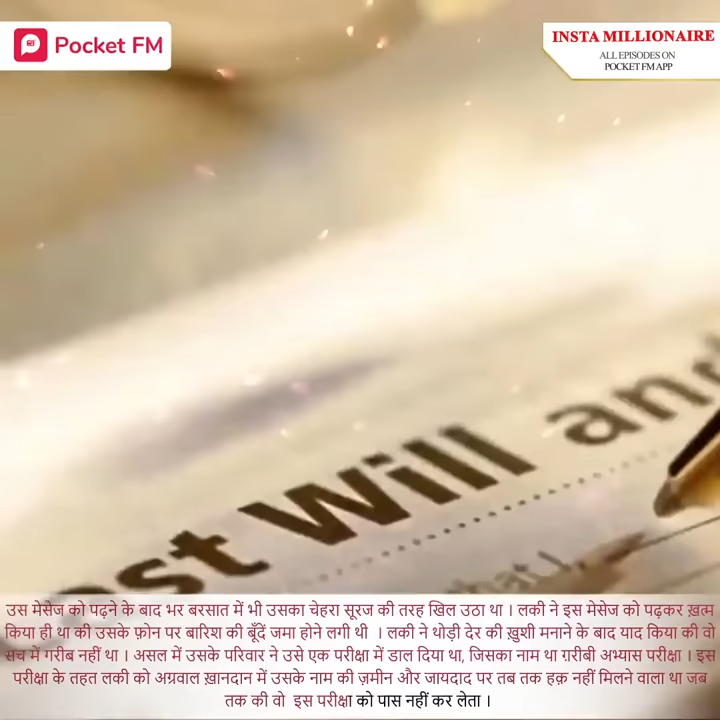 Pocket FM
INSTA MILLIONAIRE
ALL EPISODES ON
POCKET FM APP
est Will and
that I,
उस मेसेज को पढ़ने के बाद भर बरसात में भी उसका चेहरा सूरज की तरह खिल उठा था । लकी ने इस मेसेज को पढ़कर ख़त्म
किया ही था की उसके फ़ोन पर बारिश की बूँदें जमा होने लगी थी । लकी ने थोड़ी देर की ख़ुशी मनाने के बाद याद किया की वो
सच में गरीब नहीं था । असल में उसके परिवार ने उसे एक परीक्षा में डाल दिया था, जिसका नाम था ग़रीबी अभ्यास परीक्षा । इस
परीक्षा के तहत लकी को अग्रवाल ख़ानदान में उसके नाम की ज़मीन और जायदाद पर तब तक हक़ नहीं मिलने वाला था जब
तक की वो इस परीक्षा को पास नहीं कर लेता ।